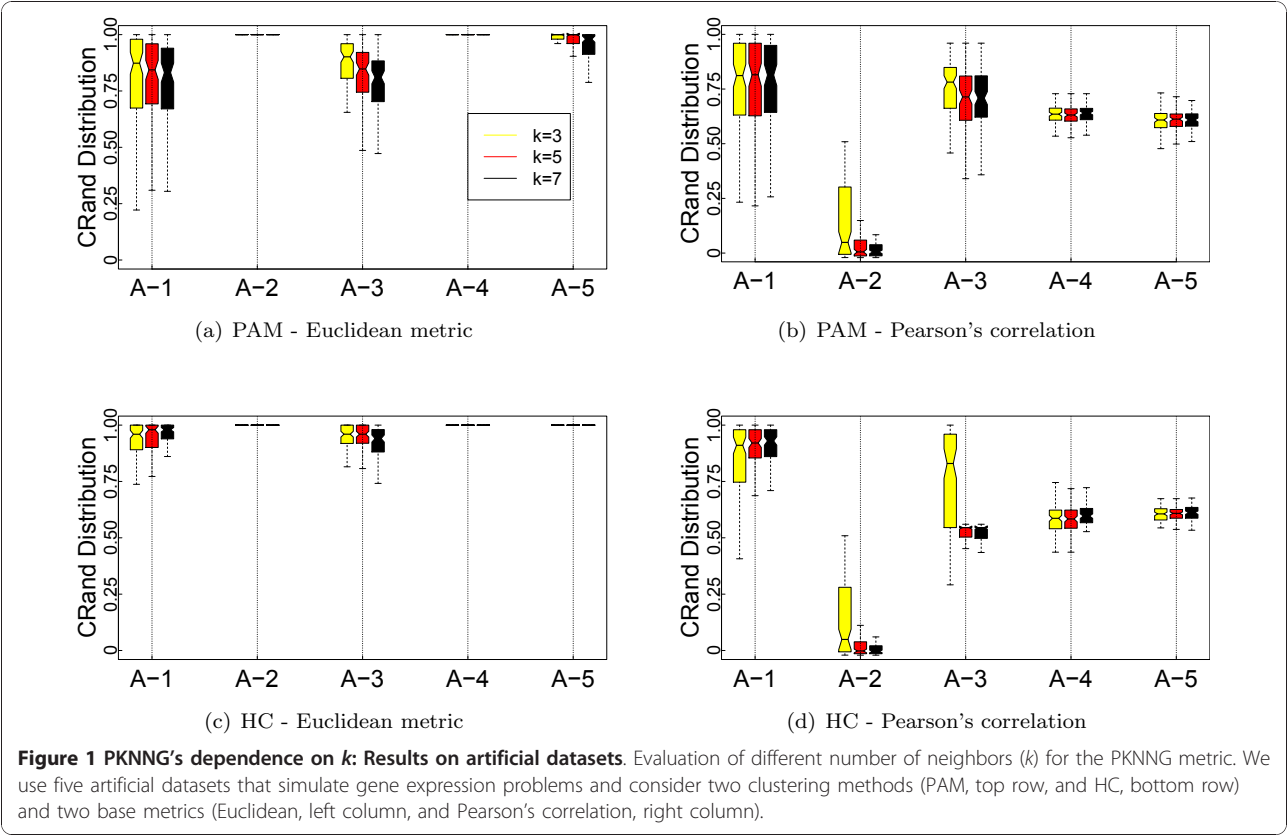 CRand Distribution
0 0.25 0.50 0.75 1.00
k=3
k=5
k=7
A−1 A−2 A−3 A−4 A−5
(a) PAM - Euclidean metric
CRand Distribution
0 0.25 0.50 0.75 1.00
A−1 A−2 A−3 A−4 A−5
(b) PAM - Pearson's correlation
CRand Distribution
0 0.25 0.50 0.75 1.00
A−1 A−2 A−3 A−4 A−5
(c) HC - Euclidean metric
CRand Distribution
0 0.25 0.50 0.75 1.00
A−1 A−2 A−3 A−4 A−5
(d) HC - Pearson's correlation
Figure 1 PKNNG's dependence on k: Results on artificial datasets. Evaluation of different number of neighbors (k) for the PKNNG metric. We
use five artificial datasets that simulate gene expression problems and consider two clustering methods (PAM, top row, and HC, bottom row)
and two base metrics (Euclidean, left column, and Pearson's correlation, right column).